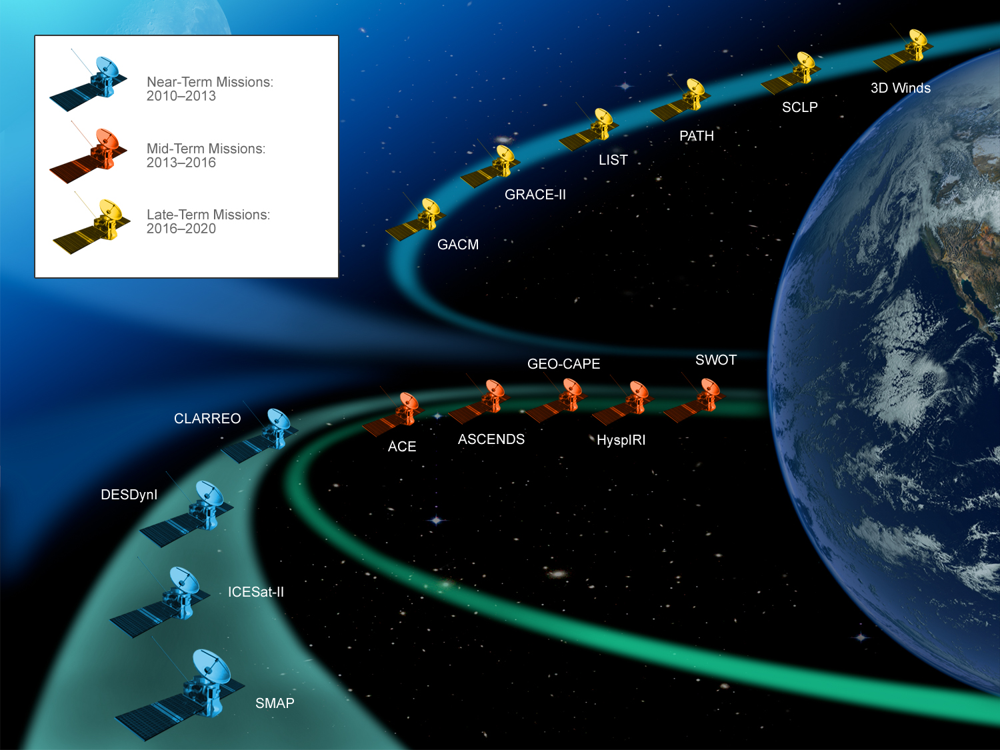 Near-Term Missions:
2010–2013
Mid-Term Missions:
2013–2016
Late-Term Missions:
2016–2020
3D Winds
SCLP
PATH
LIST
GRACE-II
GACM
SWOT
GEO-CAPE
HyspIRI
ASCENDS
ACE
CLARREO
DESDynI
ICESat-II
SMAP